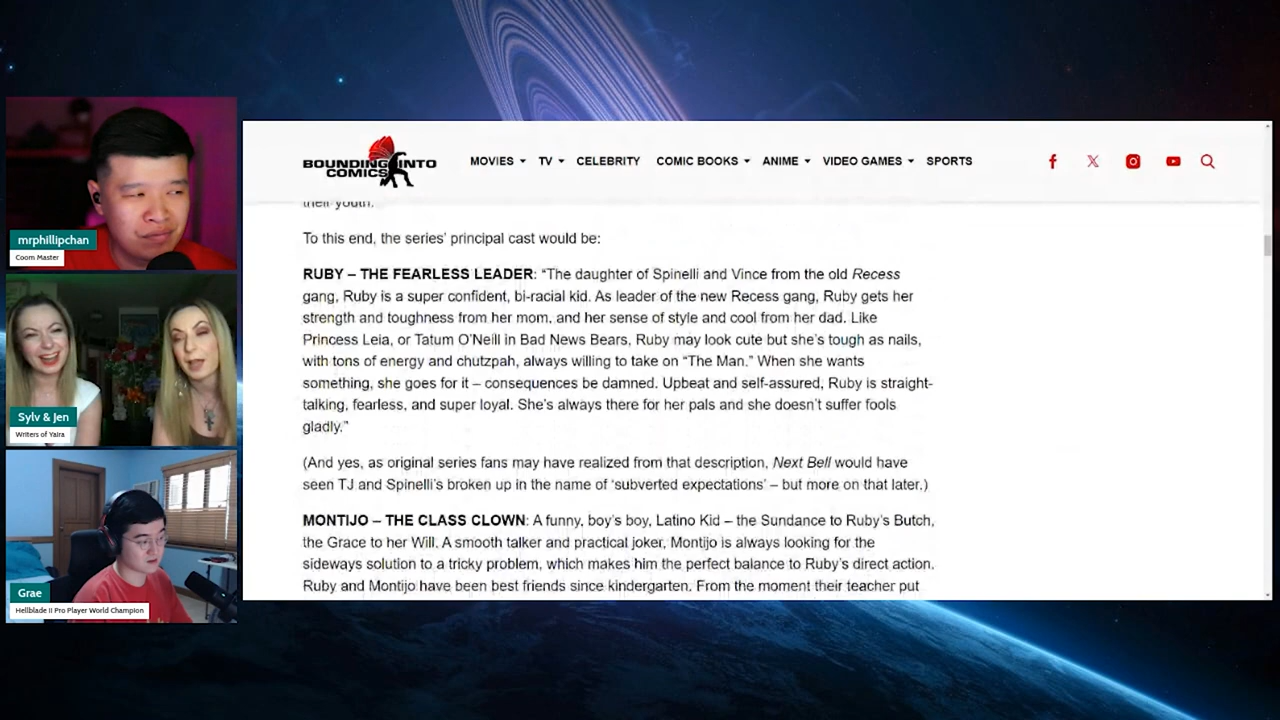 mrphillipchan
Coom Master
Sylv & Jen
Writers of Yaira
Grae
Hellblade II Pro Player World Champion
BOUNDING INTO
COMICS
MOVIES TV CELEBRITY COMIC BOOKS ANIME VIDEO GAMES SPORTS
their youth.
To this end, the series’ principal cast would be:
RUBY – THE FEARLESS LEADER: “The daughter of Spinelli and Vince from the old Recess
gang, Ruby is a super confident, bi-racial kid. As leader of the new Recess gang, Ruby gets her
strength and toughness from her mom, and her sense of style and cool from her dad. Like
Princess Leia, or Tatum O’Neill in Bad News Bears, Ruby may look cute but she’s tough as nails,
with tons of energy and chutzpah, always willing to take on “The Man.” When she wants
something, she goes for it – consequences be damned. Upbeat and self-assured, Ruby is straight-
talking, fearless, and super loyal. She’s always there for her pals and she doesn’t suffer fools
gladly.”
(And yes, as original series fans may have realized from that description, Next Bell would have
seen TJ and Spinelli’s broken up in the name of ‘subverted expectations’ – but more on that later.)
MONTIJO – THE CLASS CLOWN: A funny, boy’s boy, Latino Kid – the Sundance to Ruby’s Butch,
the Grace to her Will. A smooth talker and practical joker, Montijo is always looking for the
sideways solution to a tricky problem, which makes him the perfect balance to Ruby’s direct action.
Ruby and Montijo have been best friends since kindergarten. From the moment their teacher put